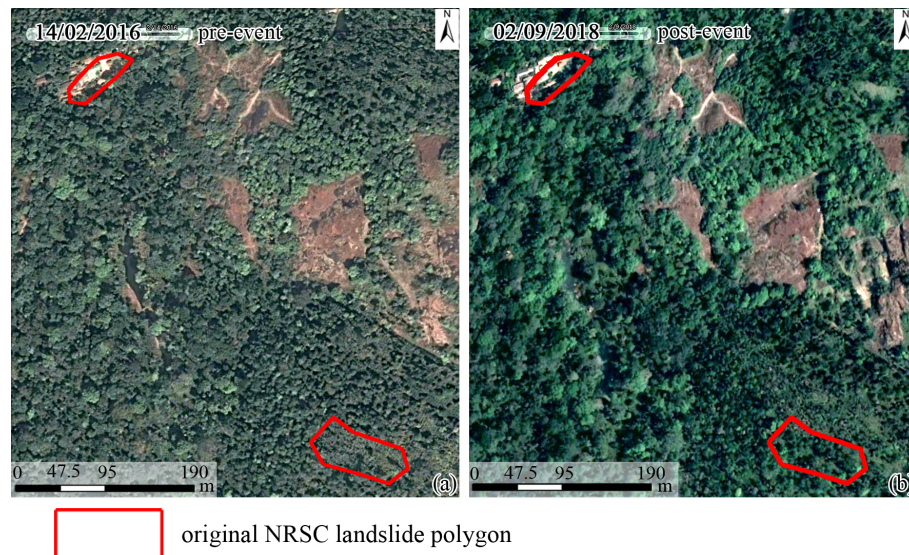 14/02/2016 pre-event
N
02/09/2018 post-event
N
0 47.5 95 190
m
(a)
0 47.5 95 190
m
(b)
original NRSC landslide polygon